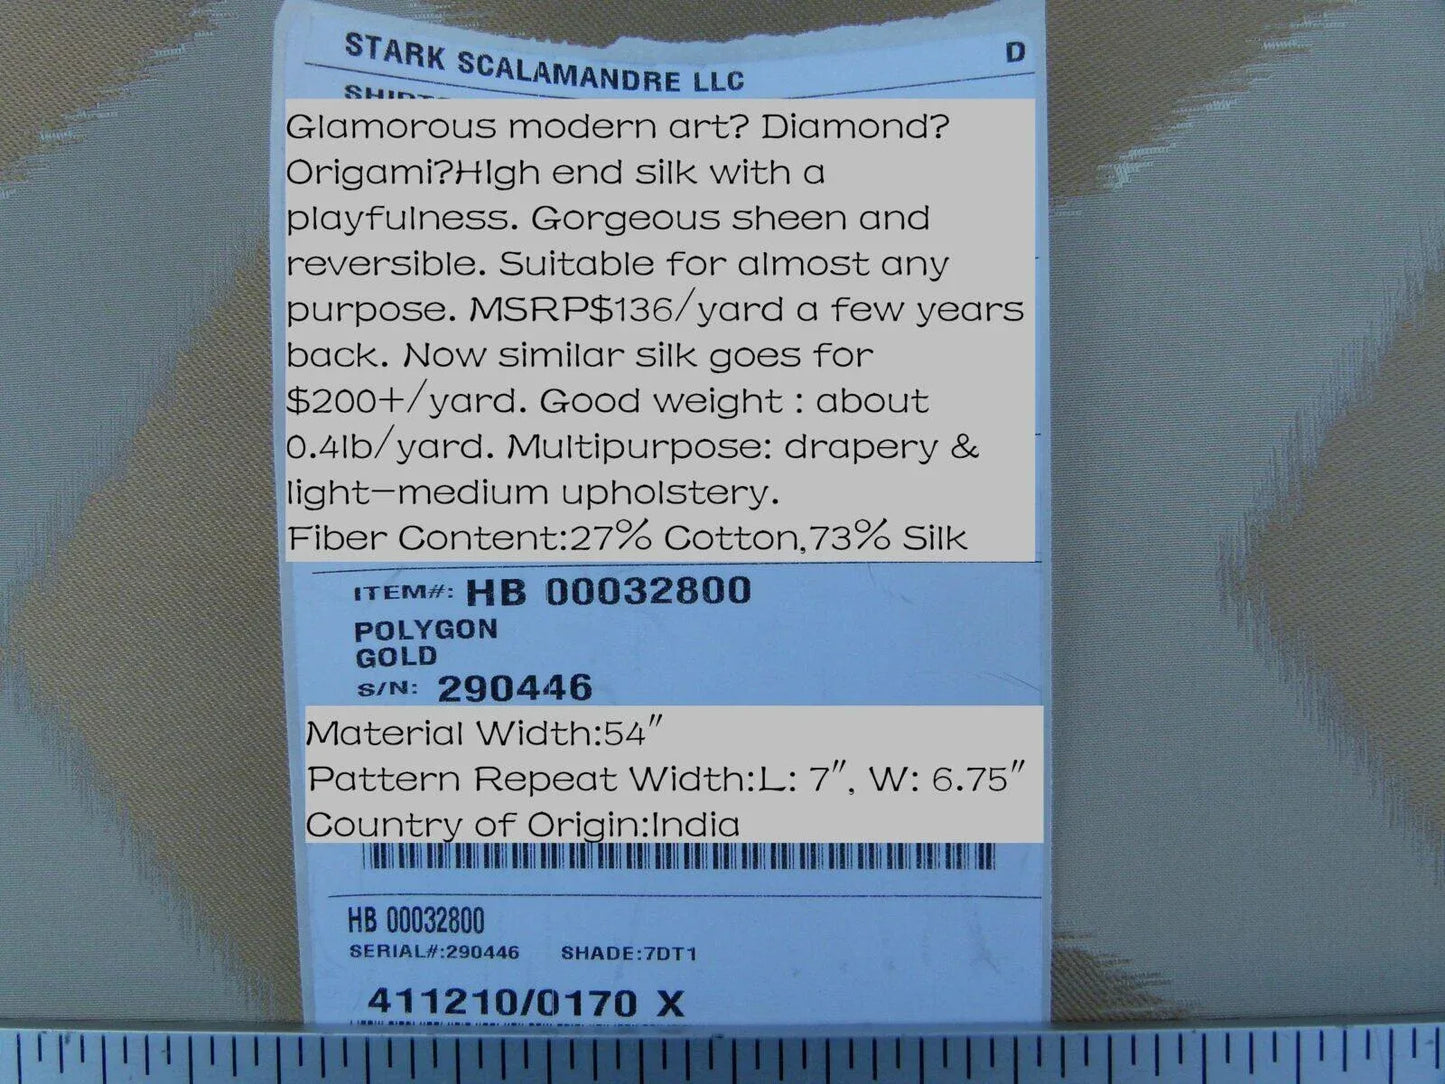 STARK SCALAMANDRE LLC
D
Glamorous modern art? Diamond?
Origami?HIgh end silk with a
playfulness. Gorgeous sheen and
reversible. Suitable for almost any
purpose. MSRP$136/yard a few years
back. Now similar silk goes for
$200+/yard. Good weight : about
0.4lb/yard. Multipurpose: drapery &
light-medium upholstery.
Fiber Content:27% Cotton,73% Silk
ITEM#: HB 00032800
POLYGON
GOLD
S/N: 290446
Material Width:54"
Pattern Repeat Width:L: 7", W: 6.75"
Country of Origin:India
HB 00032800
SERIAL#:290446 SHADE:7DT1
411210/0170 X